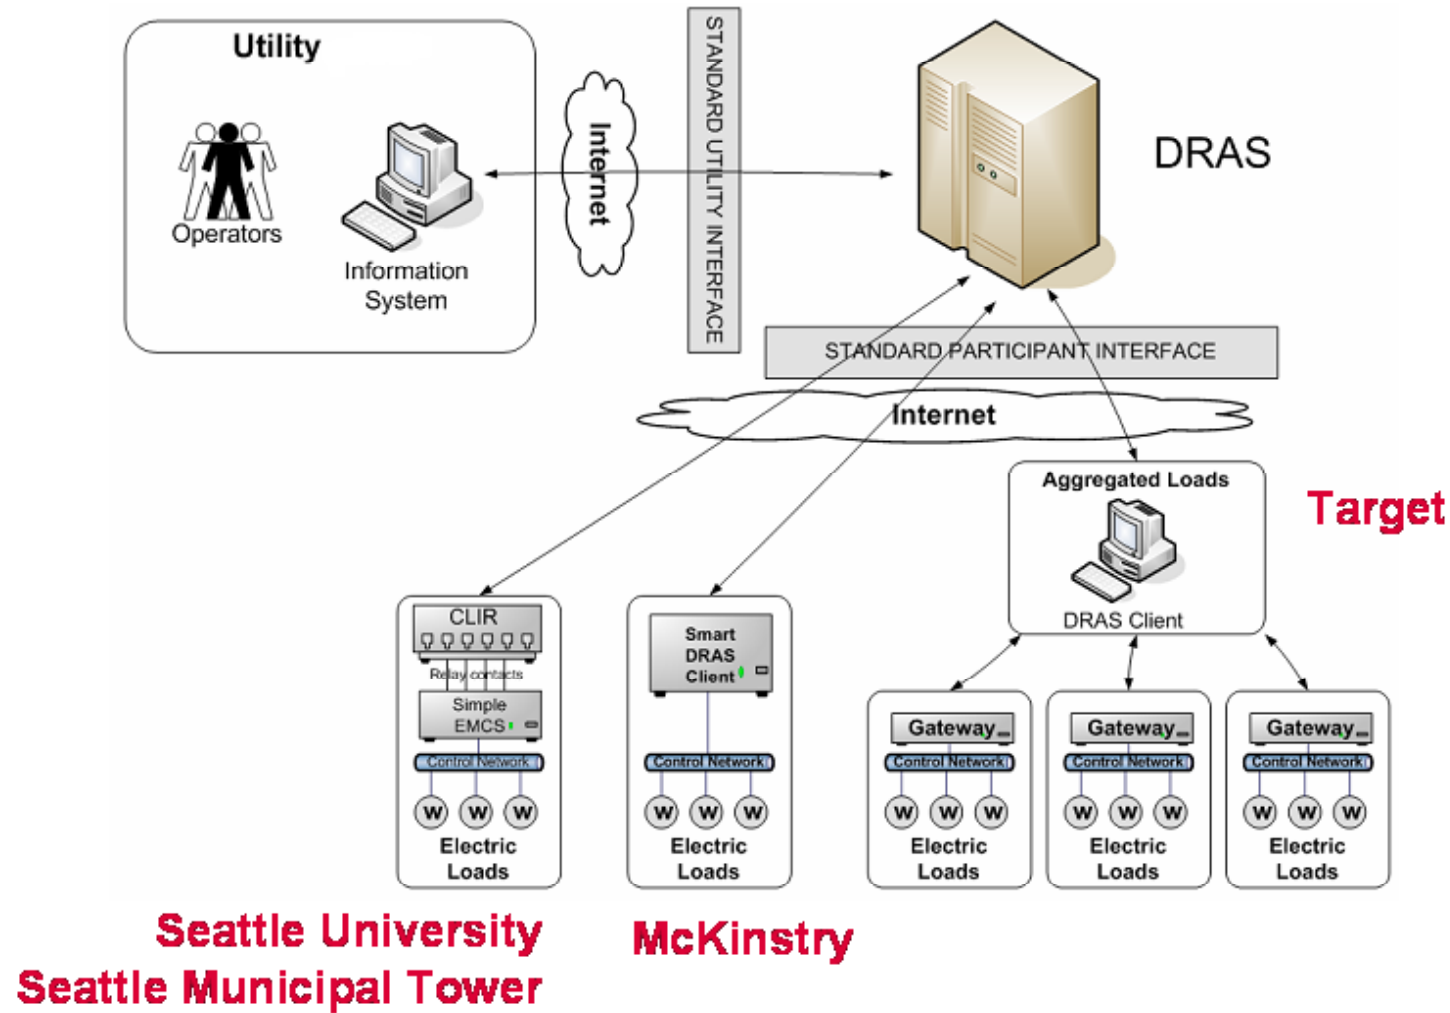 Utility
Operators
Information
System
Internet
STANDARD UTILITY INTERFACE
DRAS
STANDARD PARTICIPANT INTERFACE
Internet
Aggregated Loads
DRAS Client
Target
CLIR
Relay contacts
Simple
EMCS
Control Network
W W W
Electric
Loads
Smart
DRAS
Client
Control Network
W W W
Electric
Loads
Gateway
Control Network
W W W
Electric
Loads
Gateway
Control Network
W W W
Electric
Loads
Gateway
Control Network
W W W
Electric
Loads
Seattle University
Seattle Municipal Tower
McKinstry